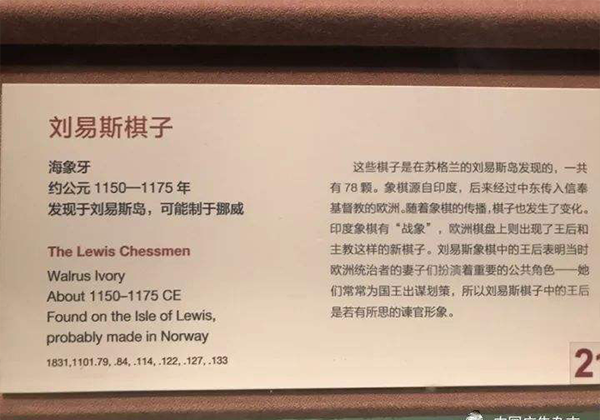 刘易斯棋子
海象牙
约公元 1150—1175 年
发现于刘易斯岛，可能制于挪威
The Lewis Chessmen
Walrus Ivory
About 1150–1175 CE
Found on the Isle of Lewis,
probably made in Norway
1831,1101.79, .84, .114, .122, .127, .133
这些棋子是在苏格兰的刘易斯岛发现的，一共
有 78 颗。象棋源自印度，后来经过中东传入信奉
基督教的欧洲。随着象棋的传播，棋子也发生了变化。
印度象棋有“战象”，欧洲棋盘上则出现了王后和
主教这样的新棋子。刘易斯象棋中的王后表明当时
欧洲统治者的妻子们扮演着重要的公共角色——她
们常常为国王出谋划策，所以刘易斯棋子中的王后
是若有所思的谏官形象。